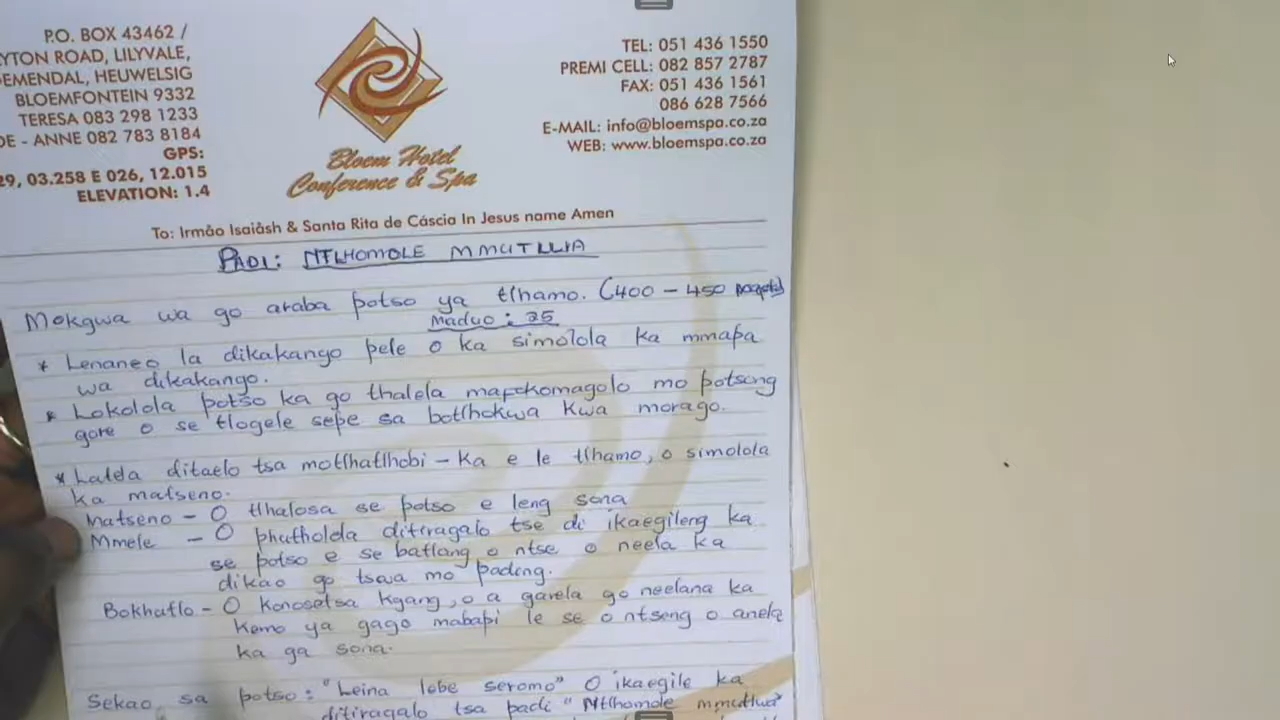 P.O. BOX 43462 /
YTON ROAD, LILYVALE,
EMENDAL, HEUWELSIG
BLOEMFONTEIN 9332
TERESA 083 298 1233
DE - ANNE 082 783 8184
GPS:
29, 03.258 E 026, 12.015
ELEVATION: 1.4
Bloem Hotel
Conference & Spa
TEL: 051 436 1550
PREMI CELL: 082 857 2787
FAX: 051 436 1561
086 628 7566
E-MAIL: info@bloemspa.co.za
WEB: www.bloemspa.co.za
To: Irmão Isaiásh & Santa Rita de Cáscia In Jesus name Amen
PADI: NTLHOMOLE MMUTLWA
Mokgwa wa go araba potso ya tlhamo. (400 - 450
Maduo: 25
* Lenaneo la dikakango pele o ka simolola ka mmapa
wa dikakango.
* Lokolola potso ka go thalela mafokomagolo mo potsong
gore o se tlogele sepe sa botlhokwa kwa morago.
* Latela ditaelo tsa motlhatlhobi - ka e le tlhamo, o simolola
ka matseno.
Matseno - O tlhalosa se potso e leng sona
Mmele - O phutholola ditiragalo tse di ikaegileng ka
se potso e se batlang o ntse o neela ka
dikao go tswa mo pading.
Bokhutlo - O konosetsa kgang, o a garela go neelana ka
kemo ya gago mabapi le se o ntseng o anela
ka ga sona.
Sekao sa potso: "Leina lebe seromo" O ikaegile ka
ditiragalo tsa padi "Ntlhomole mmutlwa"